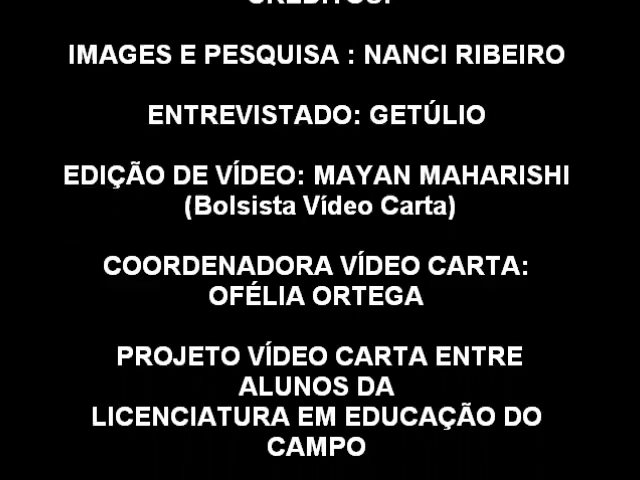 CRÉDITOS:
IMAGES E PESQUISA : NANCI RIBEIRO
ENTREVISTADO: GETÚLIO
EDIÇÃO DE VÍDEO: MAYAN MAHARISHI
(Bolsista Vídeo Carta)
COORDENADORA VÍDEO CARTA:
OFÉLIA ORTEGA
PROJETO VÍDEO CARTA ENTRE
ALUNOS DA
LICENCIATURA EM EDUCAÇÃO DO
CAMPO